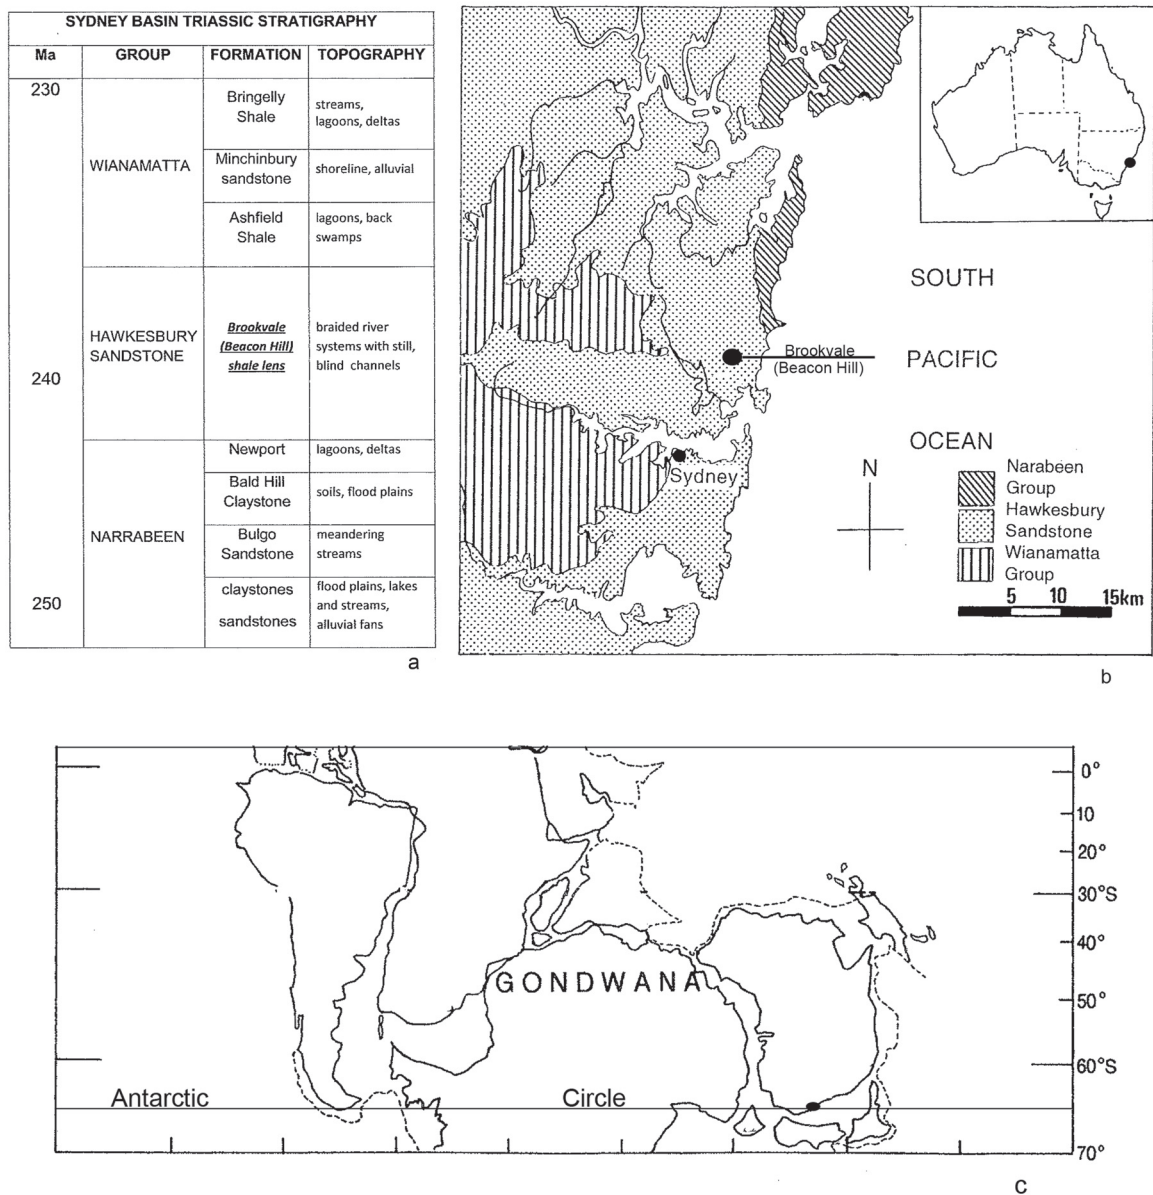 SYDNEY BASIN TRIASSIC STRATIGRAPHY
Ma GROUP FORMATION TOPOGRAPHY
230
Bringelly
Shale
streams,
lagoons, deltas
WIANAMATTA
Minchinbury
sandstone
shoreline, alluvial
Ashfield
Shale
lagoons, back
swamps
HAWKESBURY
SANDSTONE
Brookvale
(Beacon Hill)
shale lens
braided river
systems with still,
blind channels
240
Newport
lagoons, deltas
Bald Hill
Claystone
soils, flood plains
NARRABEEN
Bulgo
Sandstone
meandering
streams
claystones
sandstones
flood plains, lakes
and streams,
alluvial fans
250
a
SOUTH
PACIFIC
OCEAN
Brookvale
(Beacon Hill)
Sydney
N
Narabeen
Group
Hawkesbury
Sandstone
Wianamatta
Group
5 10 15km
b
0°
10
20°
30°S
40°
50°
60°S
70°
GONDWANA
Antarctic Circle
c